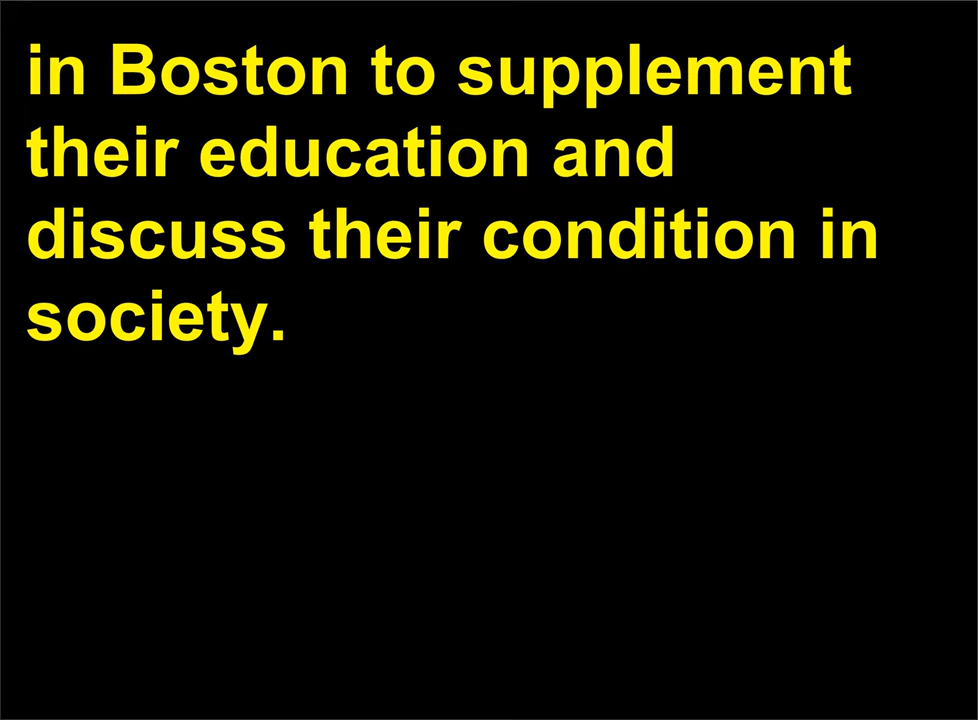 in Boston to supplement
their education and
discuss their condition in
society.